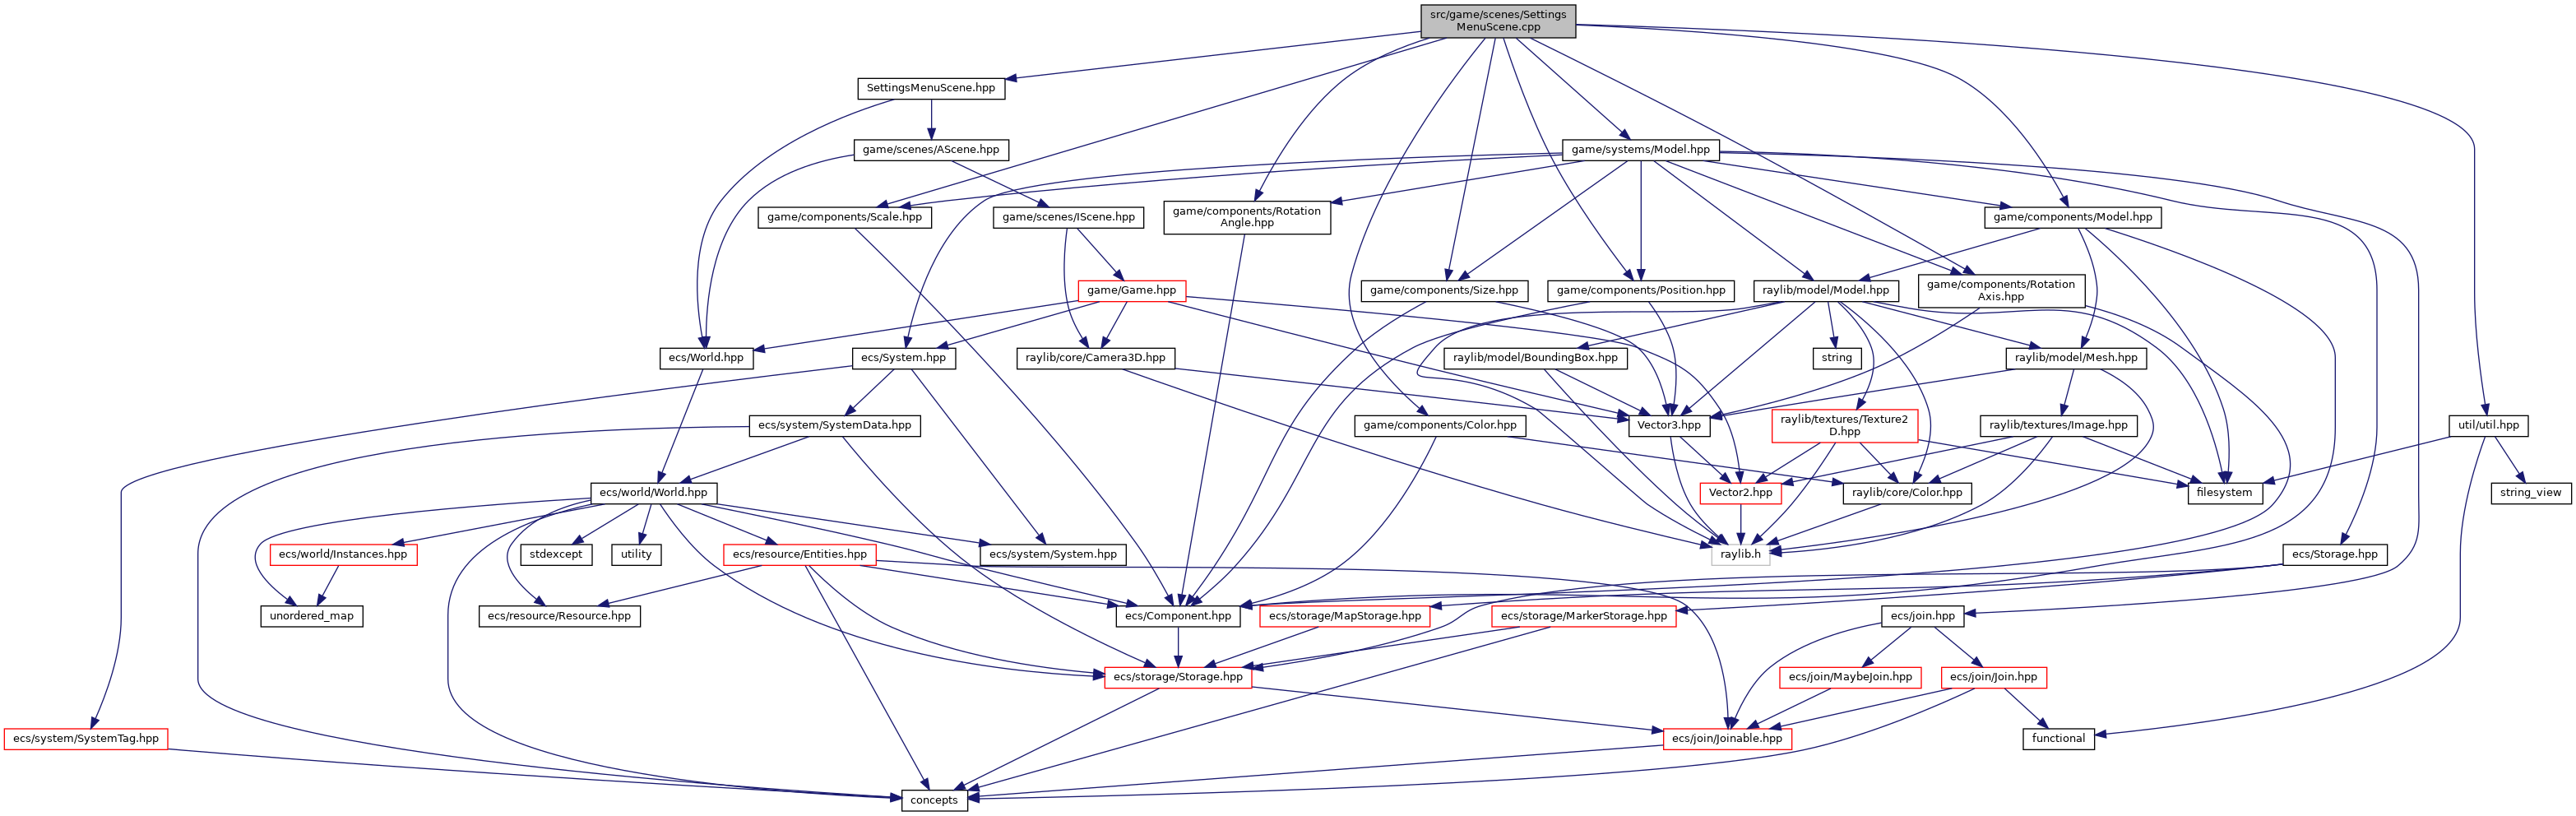 src/game/scenes/Settings
MenuScene.cpp
SettingsMenuScene.hpp
game/scenes/AScene.hpp
game/systems/Model.hpp
game/components/Scale.hpp
game/scenes/IScene.hpp
game/components/Rotation
Angle.hpp
game/components/Model.hpp
game/Game.hpp
game/components/Size.hpp
game/components/Position.hpp
raylib/model/Model.hpp
game/components/Rotation
Axis.hpp
ecs/World.hpp
ecs/System.hpp
raylib/core/Camera3D.hpp
raylib/model/BoundingBox.hpp
string
raylib/model/Mesh.hpp
ecs/system/SystemData.hpp
game/components/Color.hpp
Vector3.hpp
raylib/textures/Texture2
D.hpp
raylib/textures/Image.hpp
util/util.hpp
ecs/world/World.hpp
Vector2.hpp
raylib/core/Color.hpp
filesystem
string_view
ecs/world/Instances.hpp
stdexcept
utility
ecs/resource/Entities.hpp
ecs/system/System.hpp
raylib.h
ecs/Storage.hpp
unordered_map
ecs/resource/Resource.hpp
ecs/Component.hpp
ecs/storage/MapStorage.hpp
ecs/storage/MarkerStorage.hpp
ecs/join.hpp
ecs/storage/Storage.hpp
ecs/join/MaybeJoin.hpp
ecs/join/Join.hpp
ecs/system/SystemTag.hpp
ecs/join/Joinable.hpp
functional
concepts